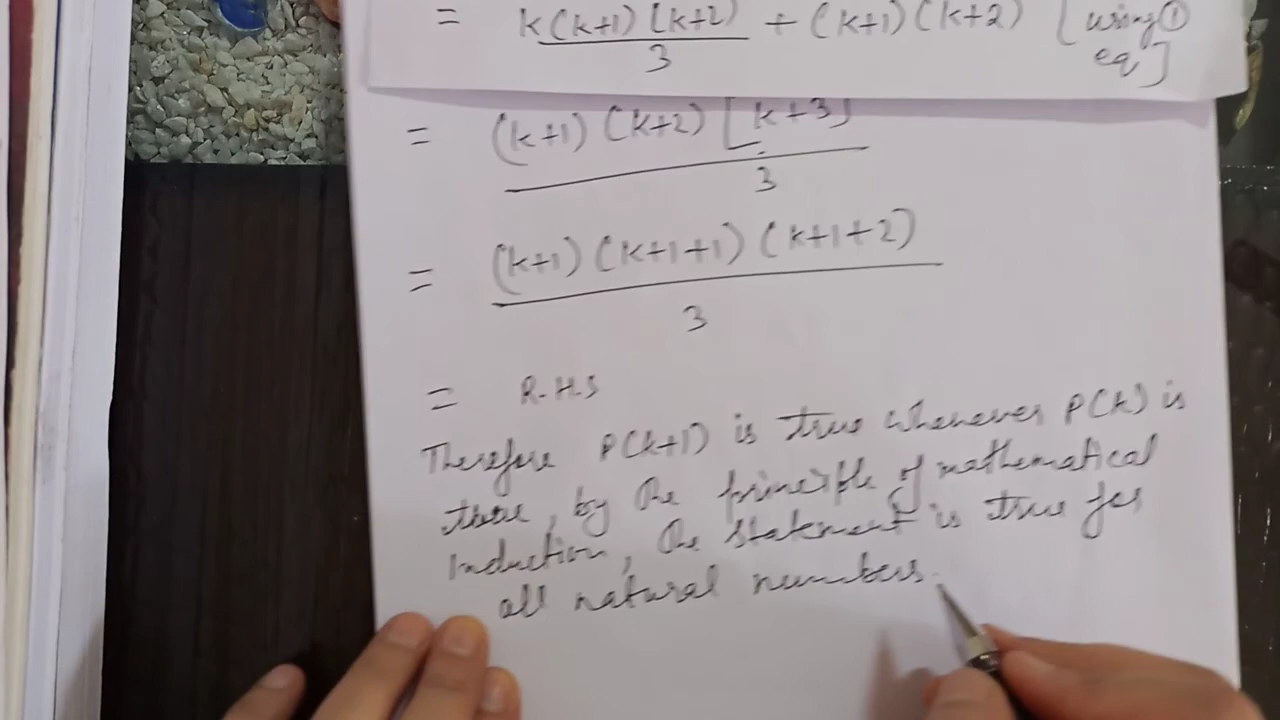 = k(k+1)(k+2)/3 + (k+1)(k+2) [using ① eq]
= (k+1)(k+2)[k+3]/3
= (k+1)(k+1+1)(k+1+2)/3
= R.H.S
Therefore P(k+1) is true whenever P(k) is
true, by the principle of mathematical
Induction, the statement is true for
all natural numbers.